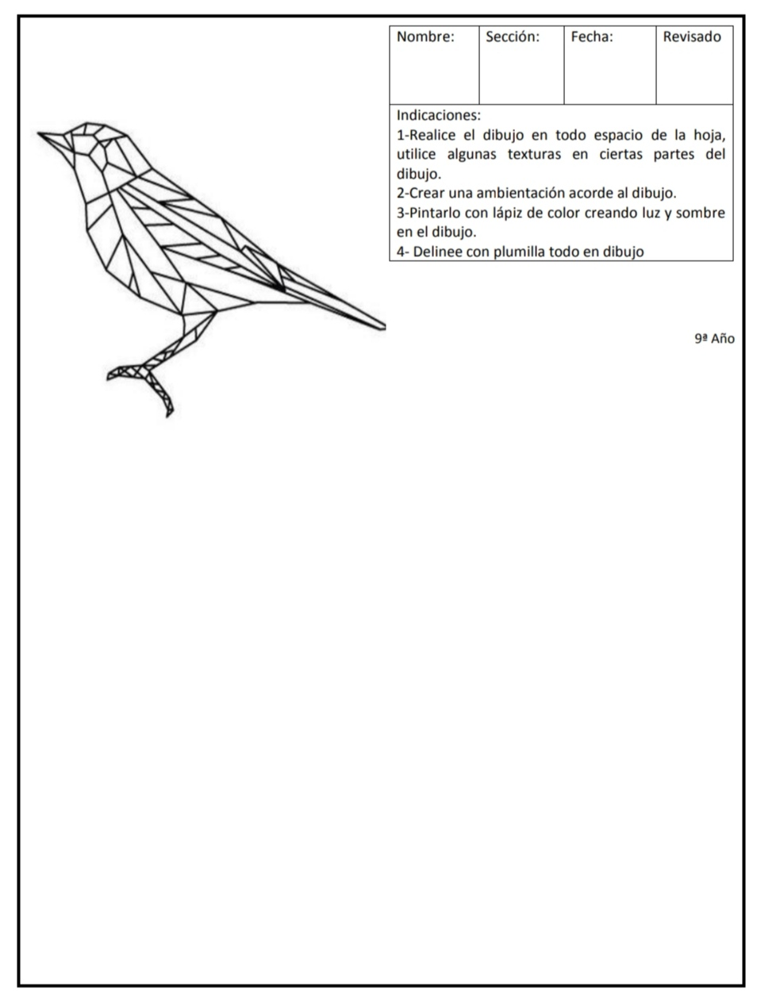 Nombre: Sección: Fecha: Revisado
Indicaciones:
1-Realice el dibujo en todo espacio de la hoja,
utilice algunas texturas en ciertas partes del
dibujo.
2-Crear una ambientación acorde al dibujo.
3-Pintarlo con lápiz de color creando luz y sombre
en el dibujo.
4- Delinee con plumilla todo en dibujo
9ª Año